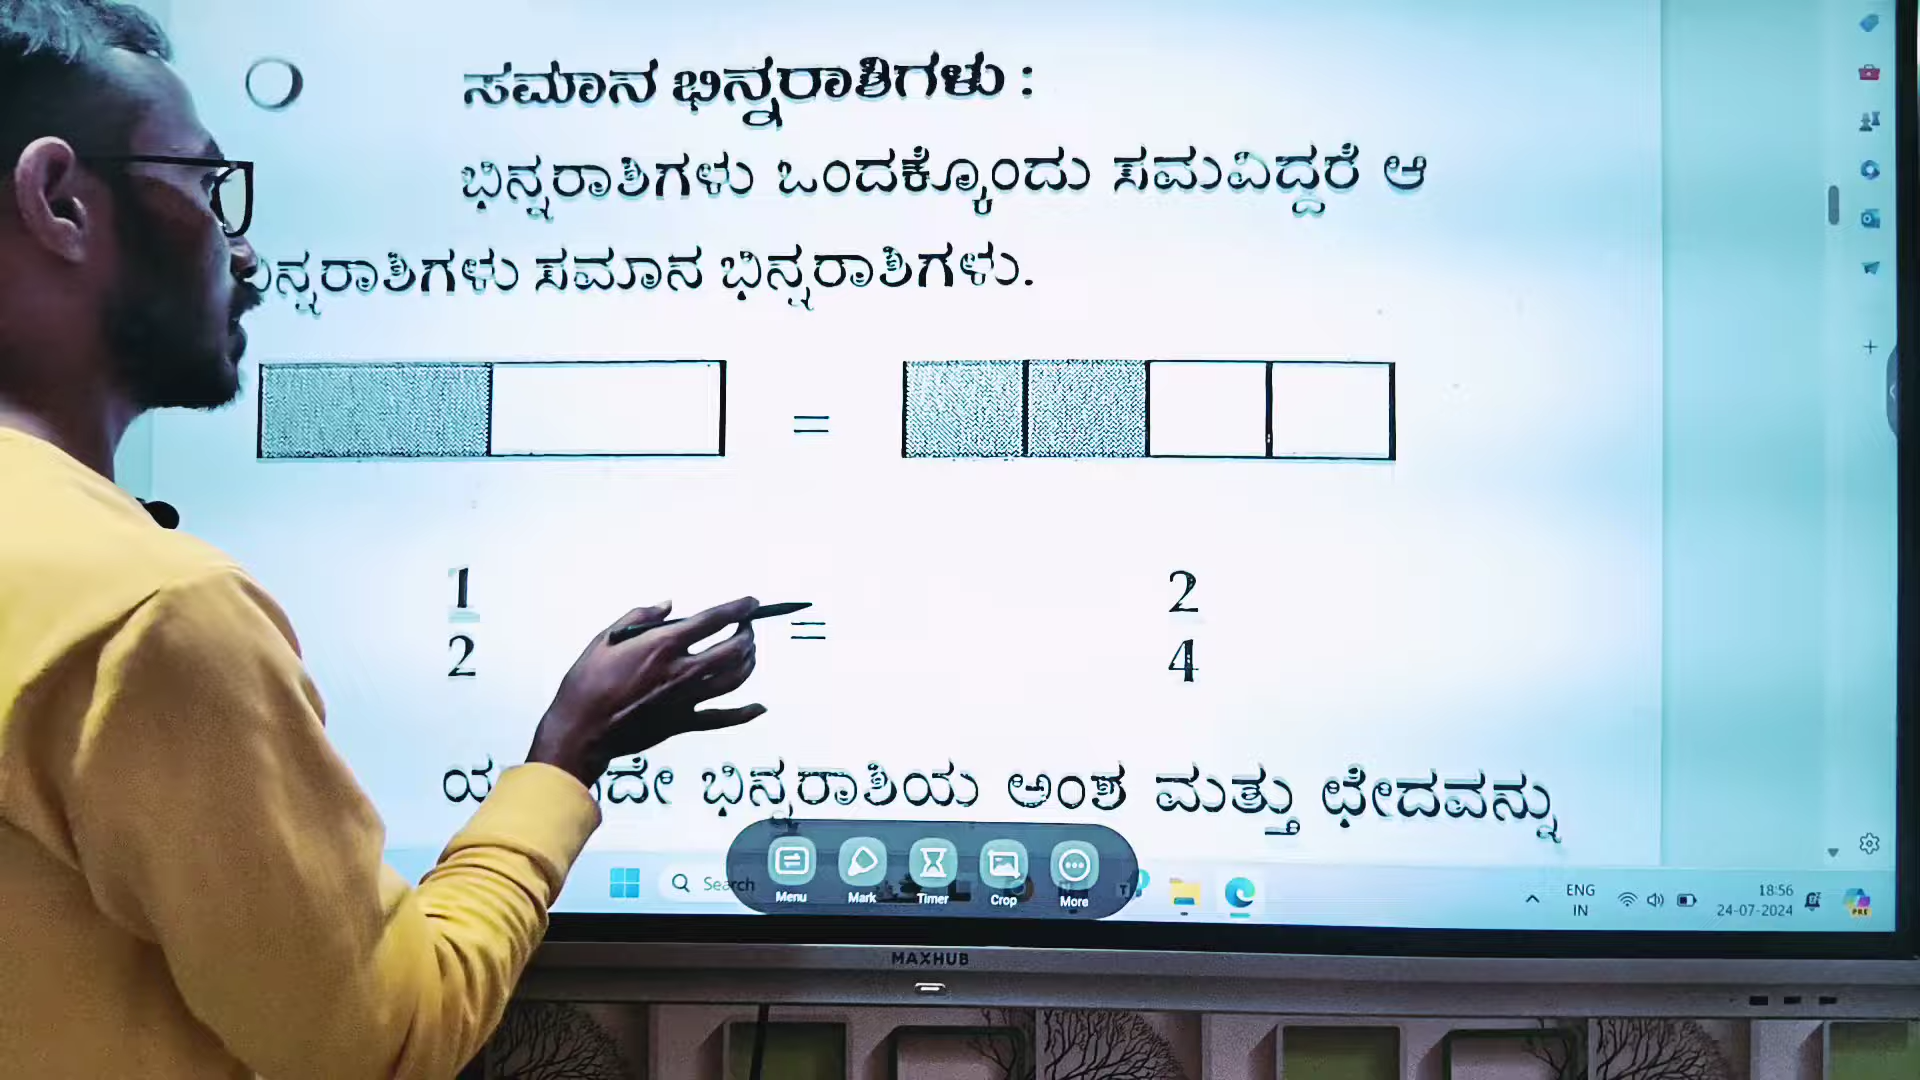 ಸಮಾನ ಭಿನ್ನರಾಶಿಗಳು :
ಭಿನ್ನರಾಶಿಗಳು ಒಂದಕ್ಕೊಂದು ಸಮವಿದ್ದರೆ ಆ
ಭಿನ್ನರಾಶಿಗಳು ಸಮಾನ ಭಿನ್ನರಾಶಿಗಳು.
=
1
2
=
2
4
ಭಿನ್ನರಾಶಿಯ ಅಂಶ ಮತ್ತು ಛೇದವನ್ನು
Search
Menu Mark Timer Crop More
ENG
IN
18:56
24-07-2024
MAXHUB